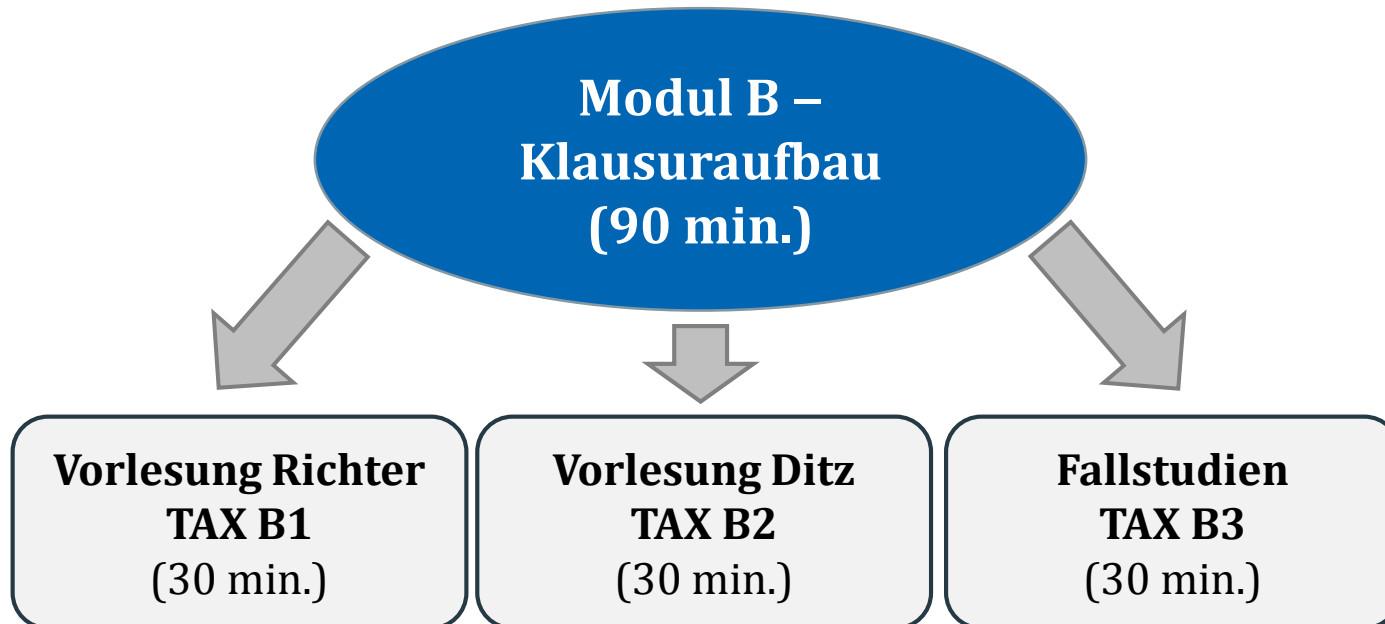 Modul B –
Klausuraufbau
(90 min.)
Vorlesung Richter
TAX B1
(30 min.)
Vorlesung Ditz
TAX B2
(30 min.)
Fallstudien
TAX B3
(30 min.)